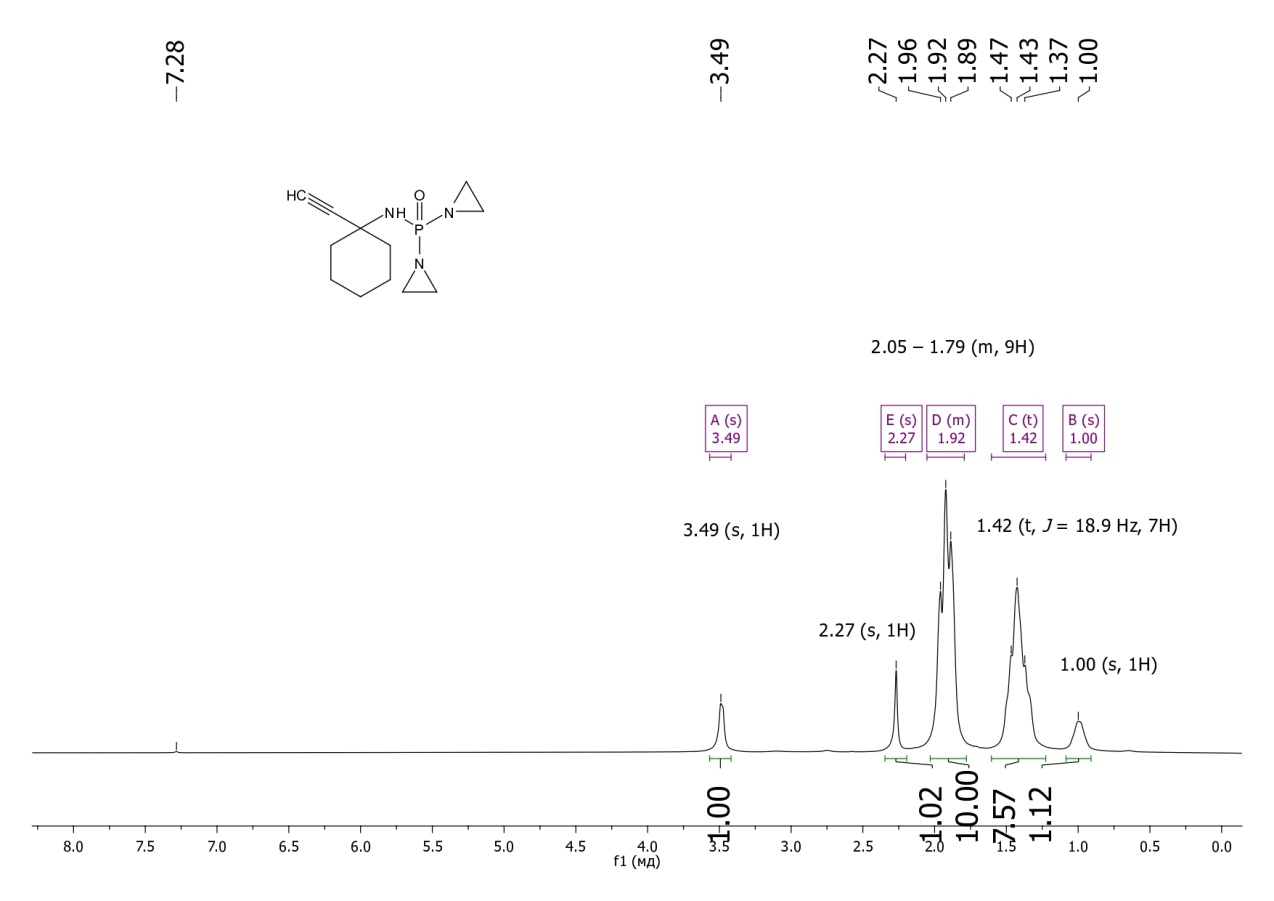 7.28
3.49
2.27
1.96
1.92
1.89
1.47
1.43
1.37
1.00
HC
NH
O
P
N
N
2.05 – 1.79 (m, 9H)
A (s)
3.49
E (s)
2.27
D (m)
1.92
C (t)
1.42
B (s)
1.00
3.49 (s, 1H)
1.42 (t, J = 18.9 Hz, 7H)
2.27 (s, 1H)
1.00 (s, 1H)
1.00
1.02
10.00
7.57
1.12
8.0 7.5 7.0 6.5 6.0 5.5 5.0 4.5 4.0 3.5 3.0 2.5 2.0 1.5 1.0 0.5 0.0
f1 (мд)